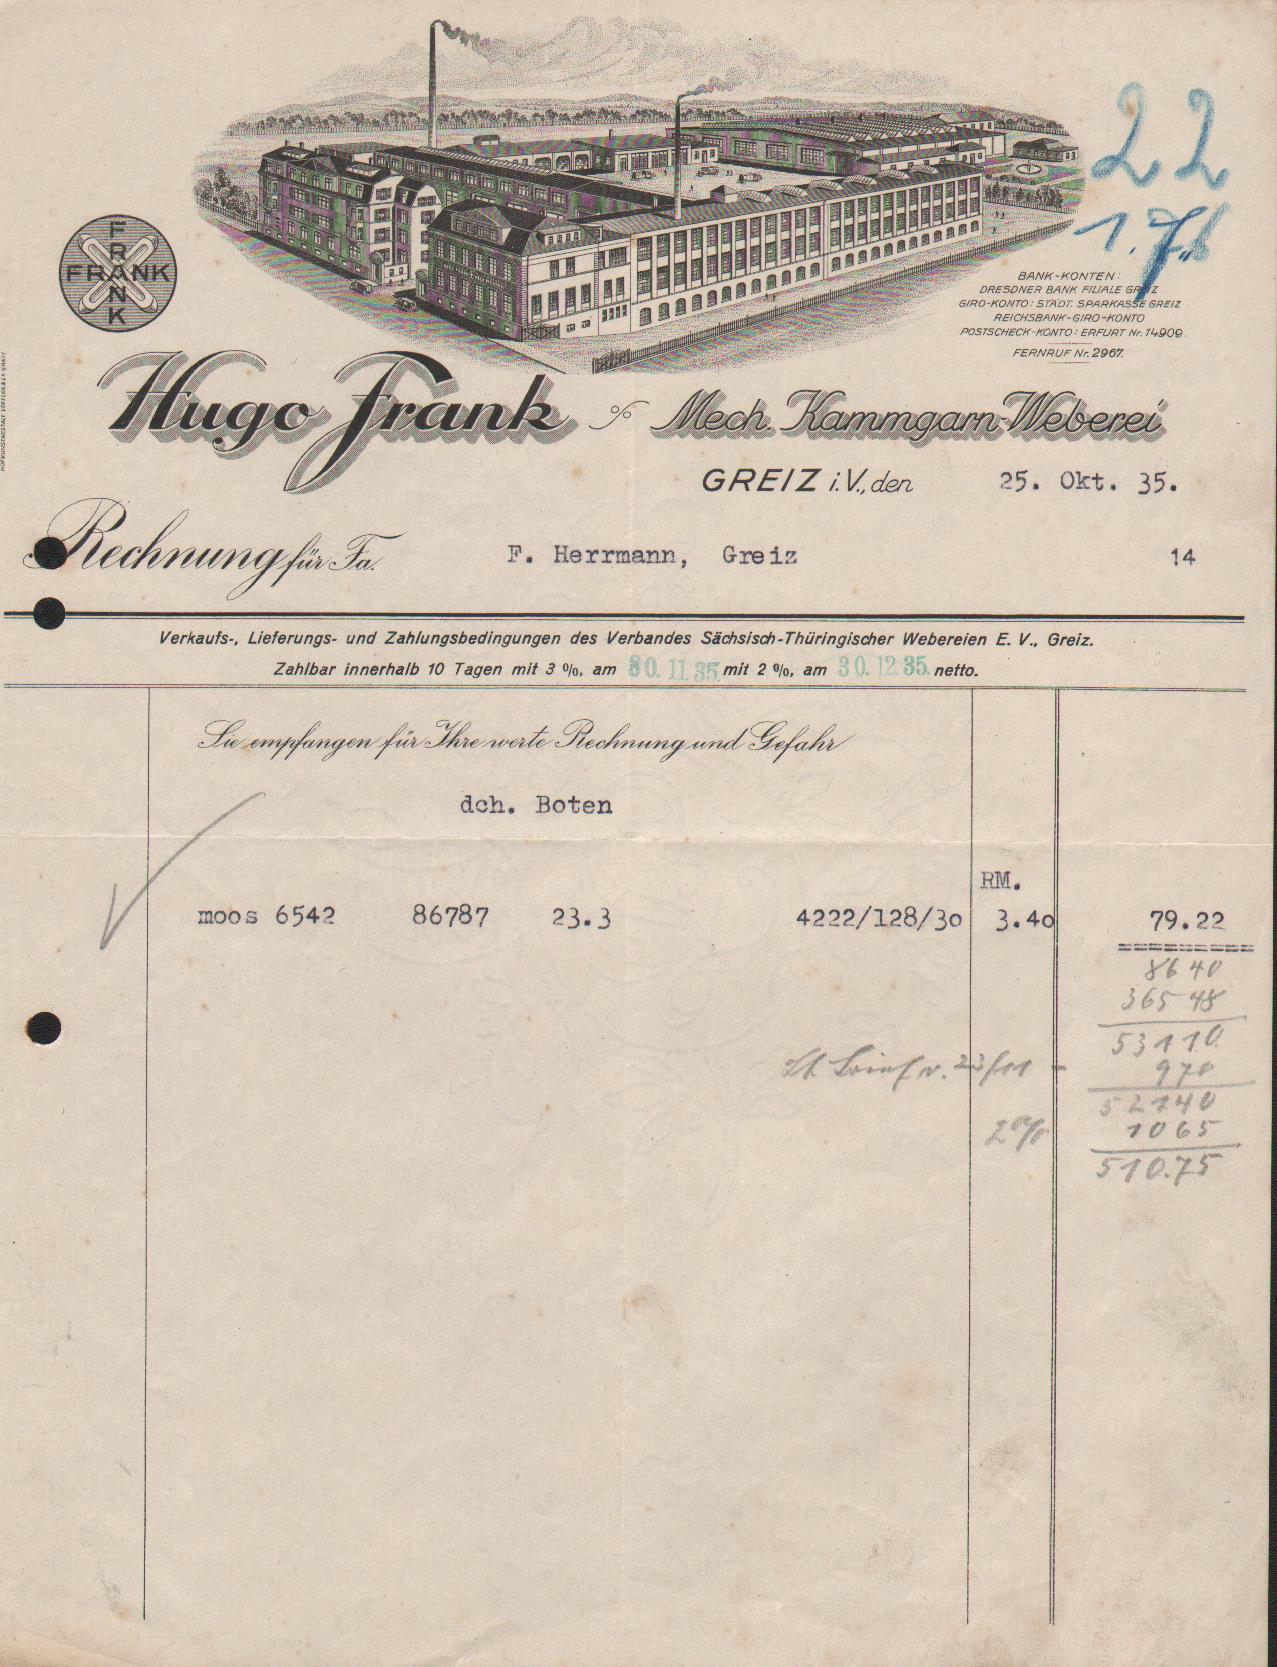 22
1.76
FRANK
FRANK
BANK-KONTEN:
DRESDNER BANK FILIALE GREIZ
GIRO-KONTO: STÄDT. SPARKASSE GREIZ
REICHSBANK-GIRO-KONTO
POSTSCHECK-KONTO: ERFURT Nr. 14909
FERNRUF Nr. 2967.
Hugo Frank % Mech. Kammgarn-Weberei
GREIZ i.V., den 25. Okt. 35.
Rechnung für Fa. F. Herrmann, Greiz 14
Verkaufs-, Lieferungs- und Zahlungsbedingungen des Verbandes Sächsisch-Thüringischer Webereien E. V., Greiz.
Zahlbar innerhalb 10 Tagen mit 3 %, am 30.11.35 mit 2 %, am 30.12.35. netto.
Sie empfangen für Ihre werte Rechnung und Gefahr
dch. Boten
RM.
moos 6542 86787 23.3 4222/128/30 3.40 79.22
=========
86 40
365 48
531 10
970
521 40
2% 10 65
510.75